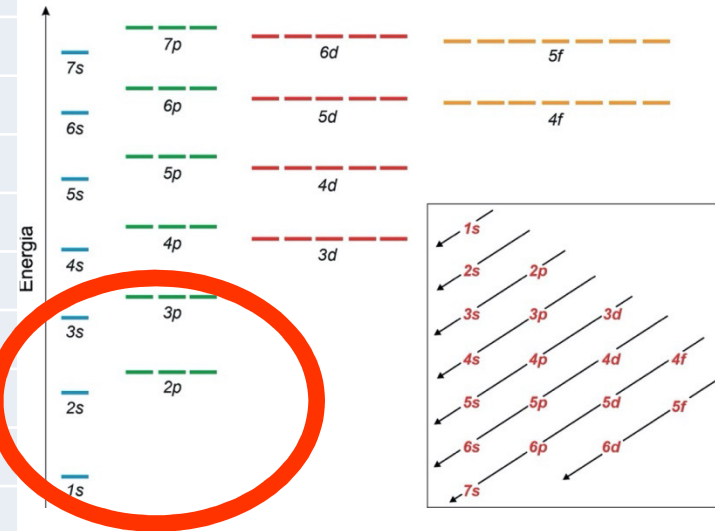 Energia
7s
7p
6d
5f
6s
6p
5d
4f
5s
5p
4d
4s
4p
3d
3s
3p
2s
2p
1s
1s
2s 2p
3s 3p 3d
4s 4p 4d 4f
5s 5p 5d 5f
6s 6p 6d
7s